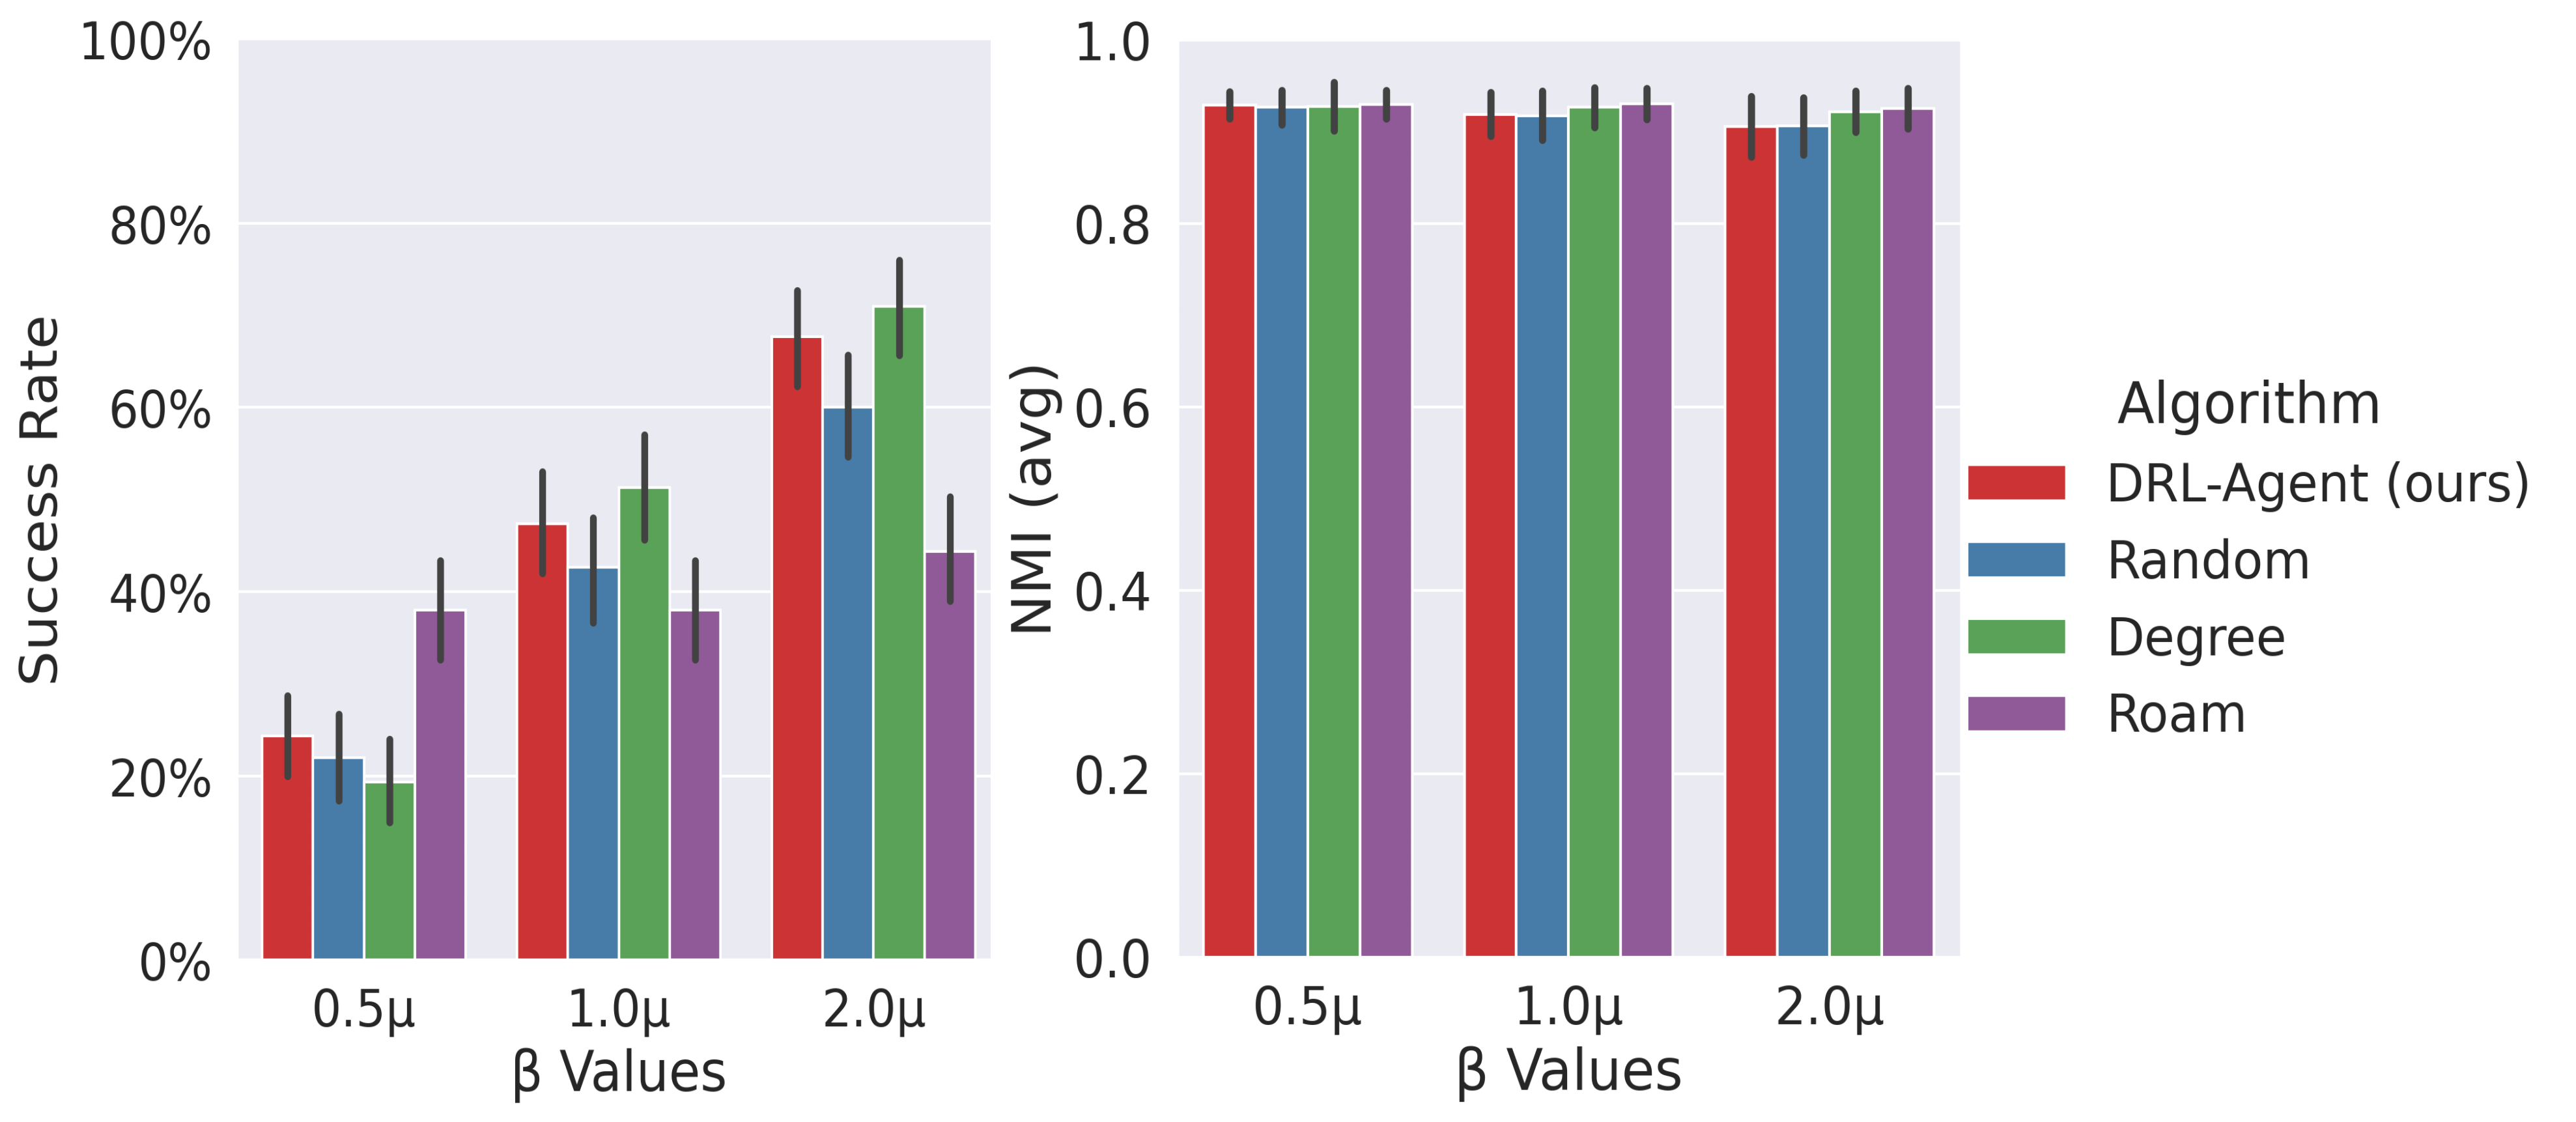 100%
80%
60%
40%
20%
0%
Success Rate
0.5μ 1.0μ 2.0μ
β Values
1.0
0.8
0.6
0.4
0.2
0.0
NMI (avg)
0.5μ 1.0μ 2.0μ
β Values
Algorithm
DRL-Agent (ours)
Random
Degree
Roam